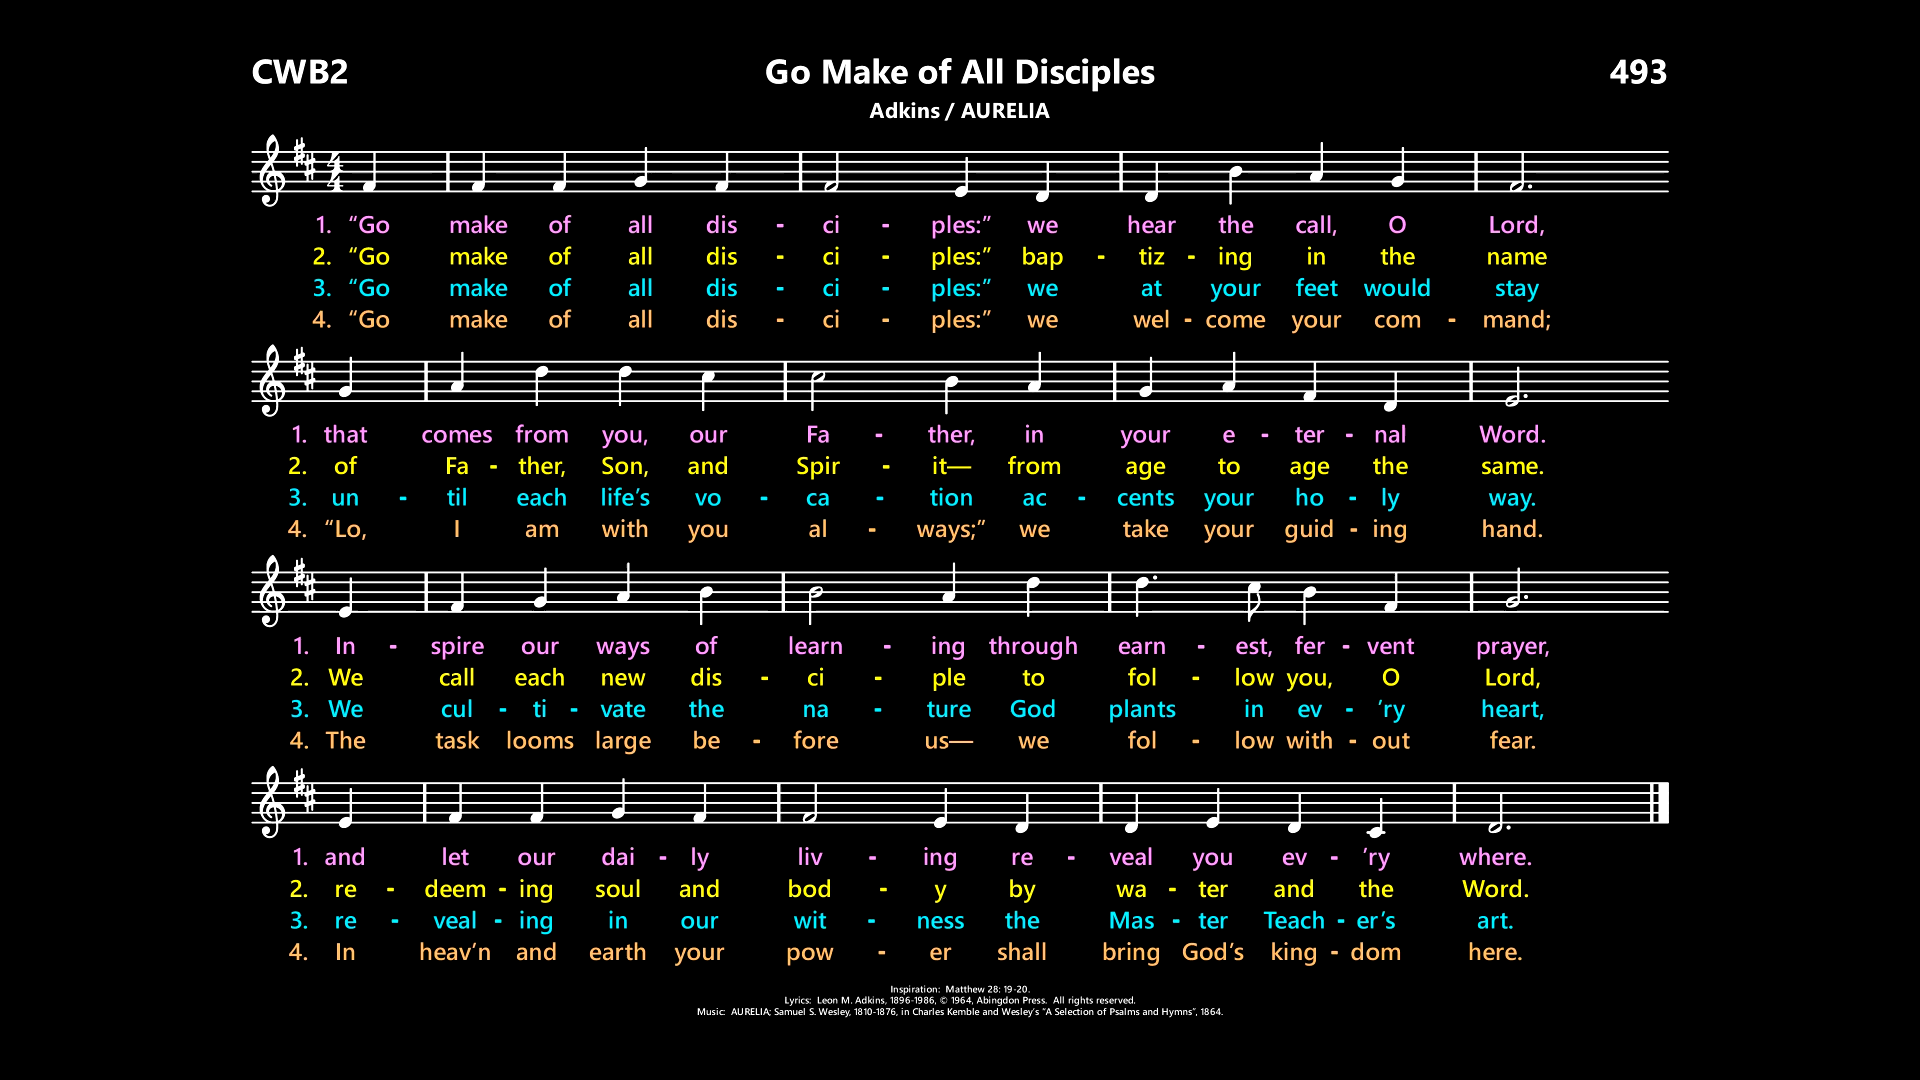 CWB2 Go Make of All Disciples 493
Adkins / AURELIA
1. “Go make of all dis - ci - ples:” we hear the call, O Lord,
2. “Go make of all dis - ci - ples:” bap - tiz - ing in the name
3. “Go make of all dis - ci - ples:” we at your feet would stay
4. “Go make of all dis - ci - ples:” we wel - come your com - mand;
1. that comes from you, our Fa - ther, in your e - ter - nal Word.
2. of Fa - ther, Son, and Spir - it— from age to age the same.
3. un - til each life’s vo - ca - tion ac - cents your ho - ly way.
4. “Lo, I am with you al - ways;” we take your guid - ing hand.
1. In - spire our ways of learn - ing through earn - est, fer - vent prayer,
2. We call each new dis - ci - ple to fol - low you, O Lord,
3. We cul - ti - vate the na - ture God plants in ev - ’ry heart,
4. The task looms large be - fore us— we fol - low with - out fear.
1. and let our dai - ly liv - ing re - veal you ev - ’ry where.
2. re - deem - ing soul and bod - y by wa - ter and the Word.
3. re - veal - ing in our wit - ness the Mas - ter Teach - er’s art.
4. In heav’n and earth your pow - er shall bring God’s king - dom here.
Inspiration: Matthew 28: 19-20.
Lyrics: Leon M. Adkins, 1896-1986, © 1964, Abingdon Press. All rights reserved.
Music: AURELIA; Samuel S. Wesley, 1810-1876, in Charles Kemble and Wesley’s “A Selection of Psalms and Hymns”, 1864.